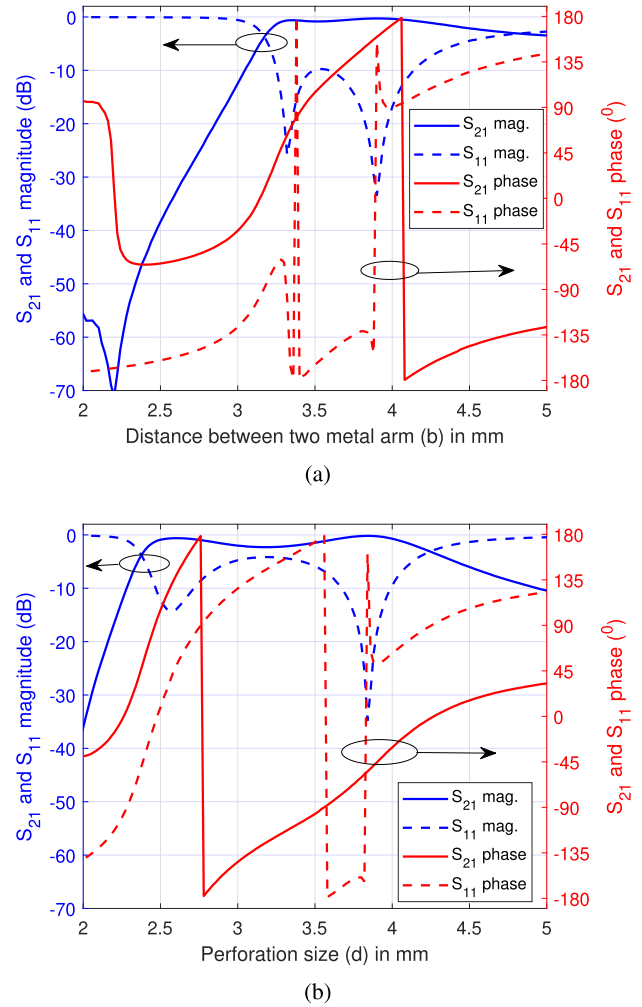 0
-10
-20
-30
-40
-50
-60
-70
S21 and S11 magnitude (dB)
180
135
90
45
0
-45
-90
-135
-180
S21 and S11 phase (0)
S21 mag.
S11 mag.
S21 phase
S11 phase
2 2.5 3 3.5 4 4.5 5
Distance between two metal arm (b) in mm
(a)
0
-10
-20
-30
-40
-50
-60
-70
S21 and S11 magnitude (dB)
180
135
90
45
0
-45
-90
-135
-180
S21 and S11 phase (0)
S21 mag.
S11 mag.
S21 phase
S11 phase
2 2.5 3 3.5 4 4.5 5
Perforation size (d) in mm
(b)